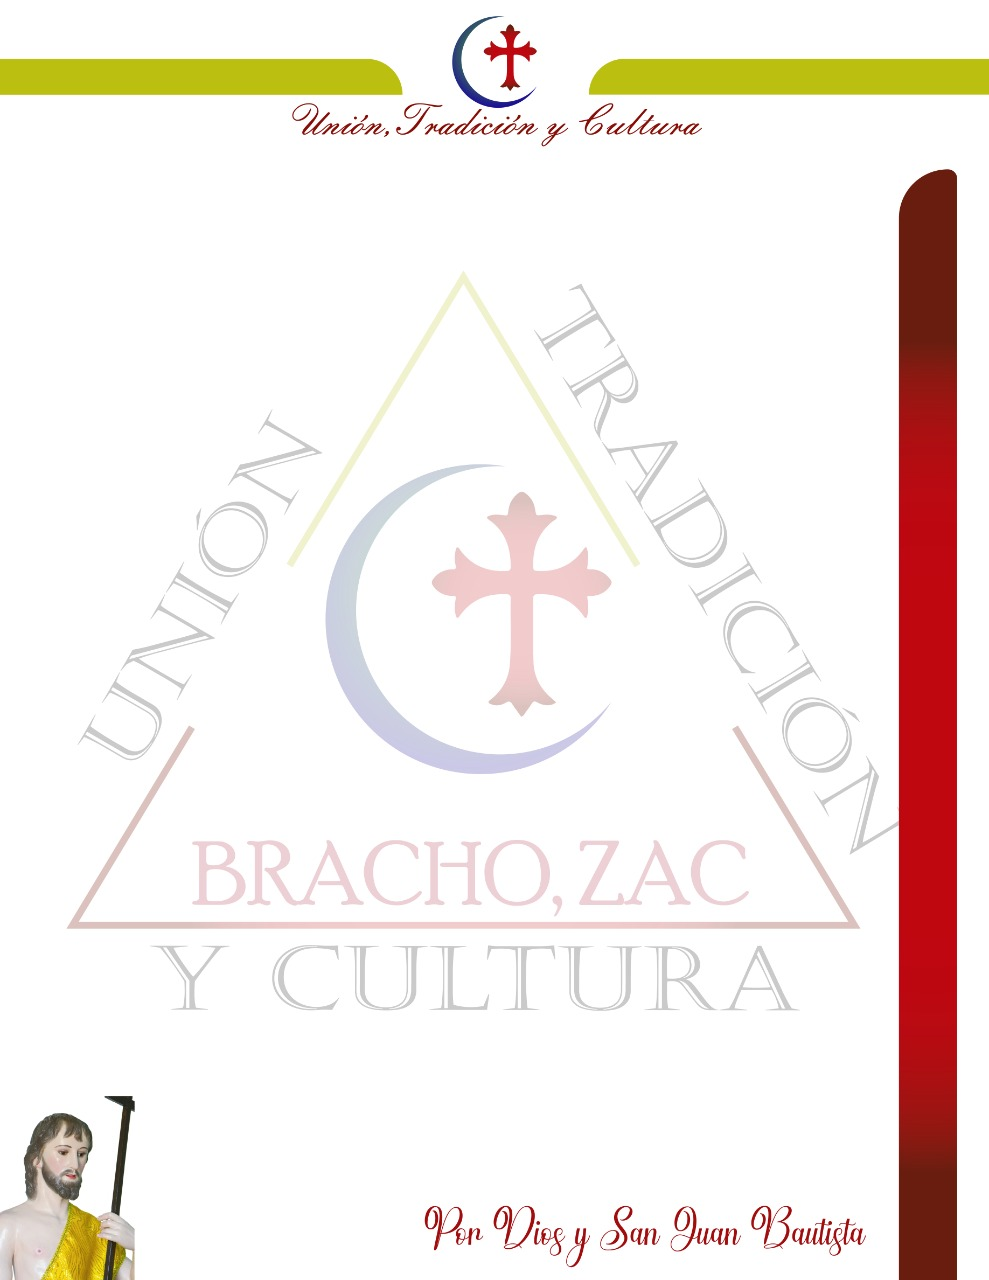 Unión, Tradición y Cultura
UNIÓN
TRADICIÓN
BRACHO, ZAC
Y CULTURA
Por Dios y San Juan Bautista